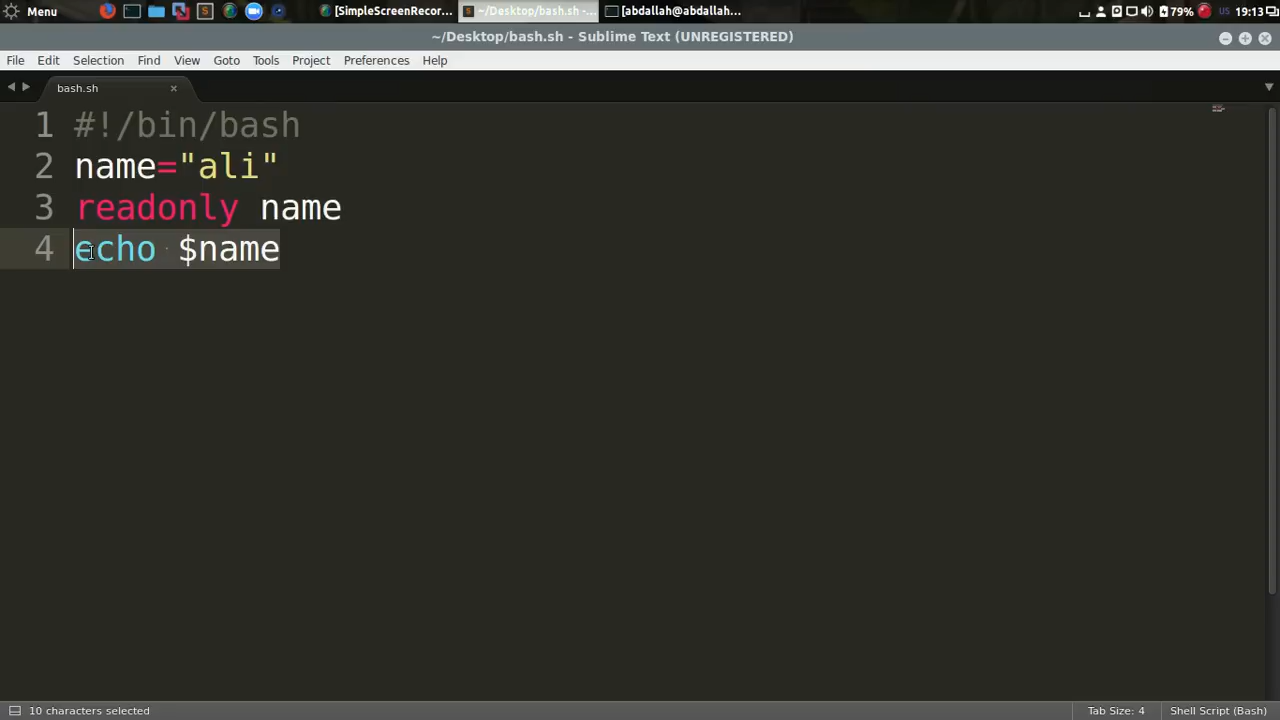 Menu
[SimpleScreenRecor...
~/Desktop/bash.sh -...
[abdallah@abdallah...
79%
US
19:13
~/Desktop/bash.sh - Sublime Text (UNREGISTERED)
File Edit Selection Find View Goto Tools Project Preferences Help
bash.sh
1 #!/bin/bash
2 name="ali"
3 readonly name
4 echo $name
10 characters selected
Tab Size: 4
Shell Script (Bash)